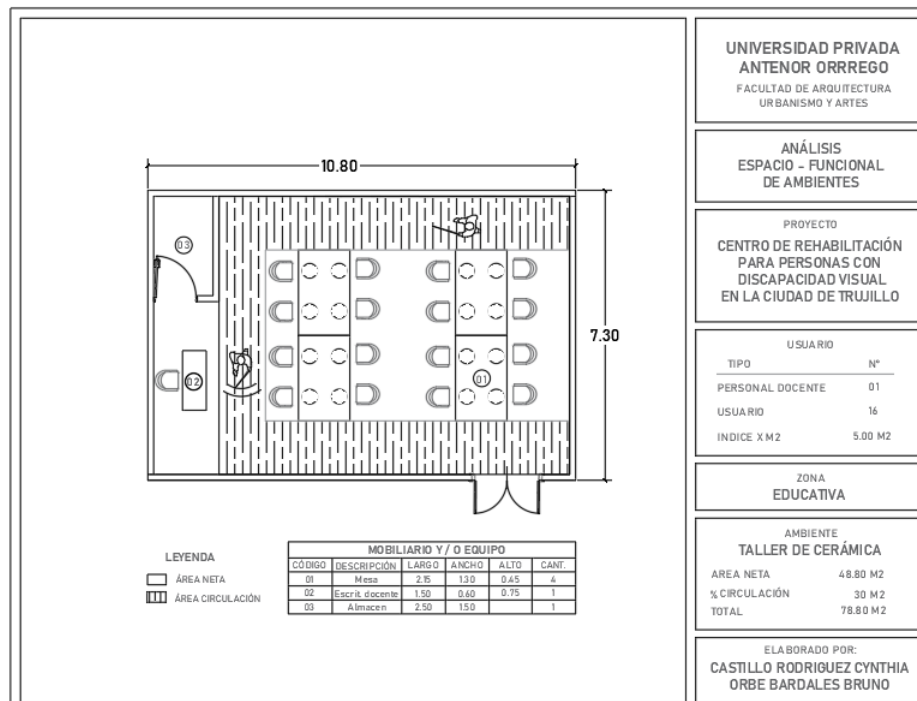 10.80
03
7.30
02
01
LEYENDA
ÁREA NETA
ÁREA CIRCULACIÓN
MOBILIARIO Y / O EQUIPO
CÓDIGO DESCRIPCIÓN LARGO ANCHO ALTO CANT.
01 Mesa 2.15 1.30 0.45 4
02 Escrit. docente 1.50 0.60 0.75 1
03 Almacen 2.50 1.50 1
UNIVERSIDAD PRIVADA
ANTENOR ORRREGO
FACULTAD DE ARQUITECTURA
URBANISMO Y ARTES
ANÁLISIS
ESPACIO - FUNCIONAL
DE AMBIENTES
PROYECTO
CENTRO DE REHABILITACIÓN
PARA PERSONAS CON
DISCAPACIDAD VISUAL
EN LA CIUDAD DE TRUJILLO
USUARIO
TIPO N°
PERSONAL DOCENTE 01
USUARIO 16
INDICE X M2 5.00 M2
ZONA
EDUCATIVA
AMBIENTE
TALLER DE CERÁMICA
AREA NETA 48.80 M2
% CIRCULACIÓN 30 M2
TOTAL 78.80 M2
ELABORADO POR:
CASTILLO RODRIGUEZ CYNTHIA
ORBE BARDALES BRUNO